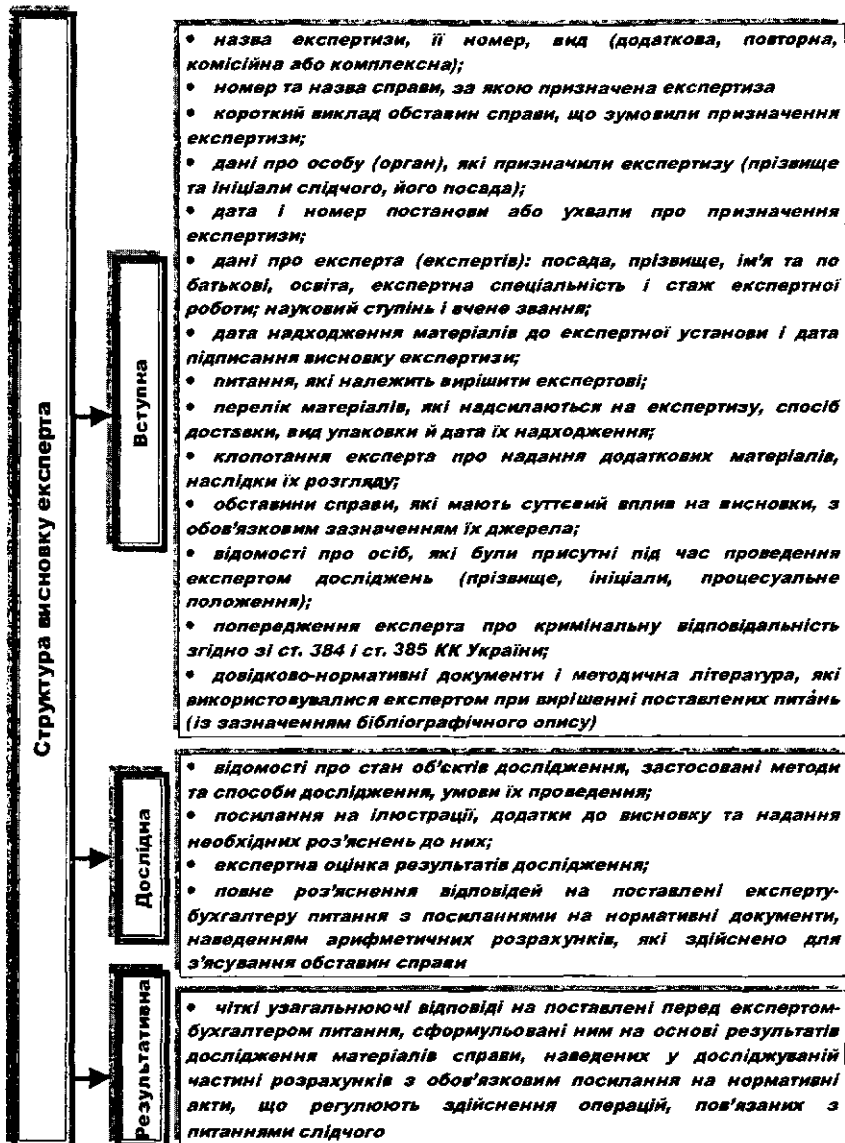 Структура висновку експерта
Вступна
• назва експертизи, її номер, вид (додаткова, повторна,
комісійна або комплексна);
• номер та назва справи, за якою призначена експертиза
• короткий виклад обставин справи, що зумовили призначення
експертизи;
• дані про особу (орган), які призначили експертизу (прізвище
та ініціали слідчого, його посада);
• дата і номер постанови або ухвали про призначення
експертизи;
• дані про експерта (експертів): посада, прізвище, ім'я та по
батькові, освіта, експертна спеціальність і стаж експертної
роботи; науковий ступінь і вчене звання;
• дата надходження матеріалів до експертної установи і дата
підписання висновку експертизи;
• питання, які належить вирішити експертові;
• перелік матеріалів, які надсилаються на експертизу, спосіб
доставки, вид упаковки й дата їх надходження;
• клопотання експерта про надання додаткових матеріалів,
наслідки їх розгляду;
• обставини справи, які мають суттєвий вплив на висновки, з
обов'язковим зазначенням їх джерела;
• відомості про осіб, які були присутні під час проведення
експертом досліджень (прізвище, ініціали, процесуальне
положення);
• попередження експерта про кримінальну відповідальність
згідно зі ст. 384 і ст. 385 КК України;
• довідково-нормативні документи і методична література, які
використовувалися експертом при вирішенні поставлених питань
(із зазначенням бібліографічного опису)
Дослідна
• відомості про стан об'єктів дослідження, застосовані методи
та способи дослідження, умови їх проведення;
• посилання на ілюстрації, додатки до висновку та надання
необхідних роз'яснень до них;
• експертна оцінка результатів дослідження;
• повне роз'яснення відповідей на поставлені експерту-
бухгалтеру питання з посиланнями на нормативні документи,
наведенням арифметичних розрахунків, які здійснено для
з'ясування обставин справи
Результативна
• чіткі узагальнюючі відповіді на поставлені перед експертом-
бухгалтером питання, сформульовані ним на основі результатів
дослідження матеріалів справи, наведених у досліджуваній
частині розрахунків з обов'язковим посилання на нормативні
акти, що регулюють здійснення операцій, пов'язаних з
питаннями слідчого